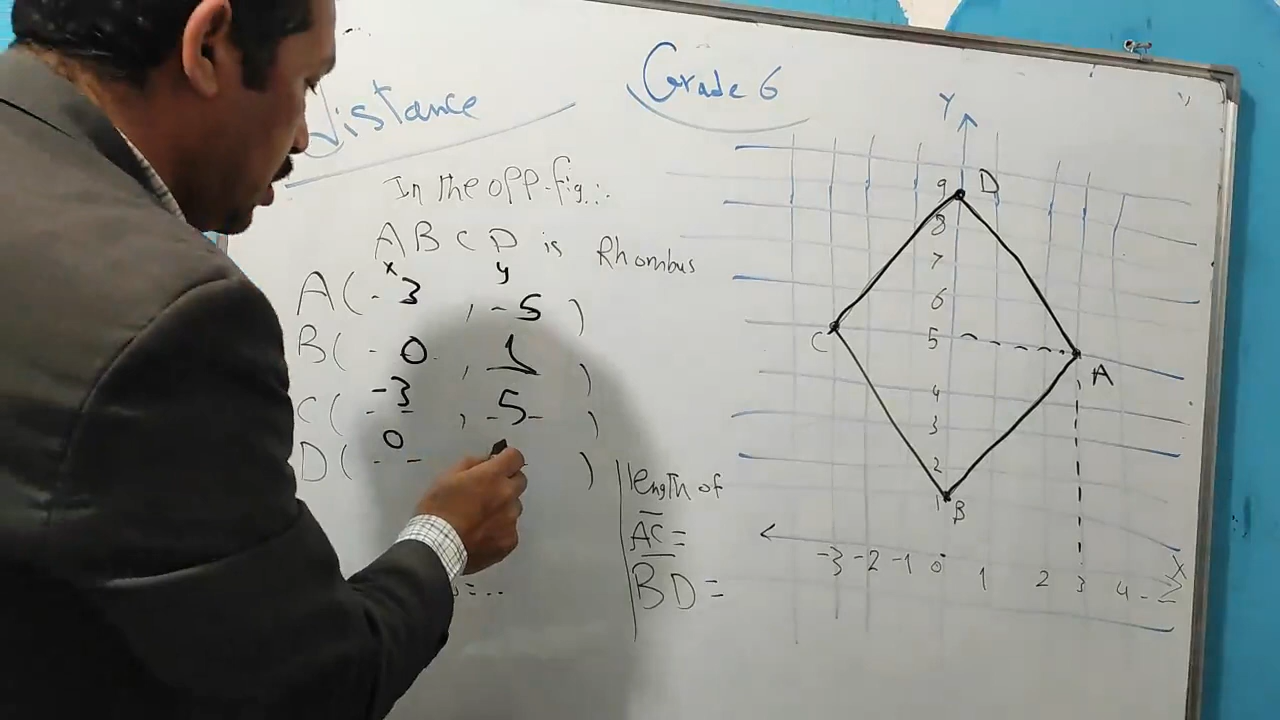 Distance
Grade 6
In the opp. fig.:
A B C D is Rhombus
x y
A( 3 , 5 )
B( 0 , 1 )
C( -3 , 5 )
D( 0
length of
AC =
BD =
=...
Y
9 D
8
7
6
5
C
A
4
3
2
1 B
-3 -2 -1 0 1 2 3 4
X